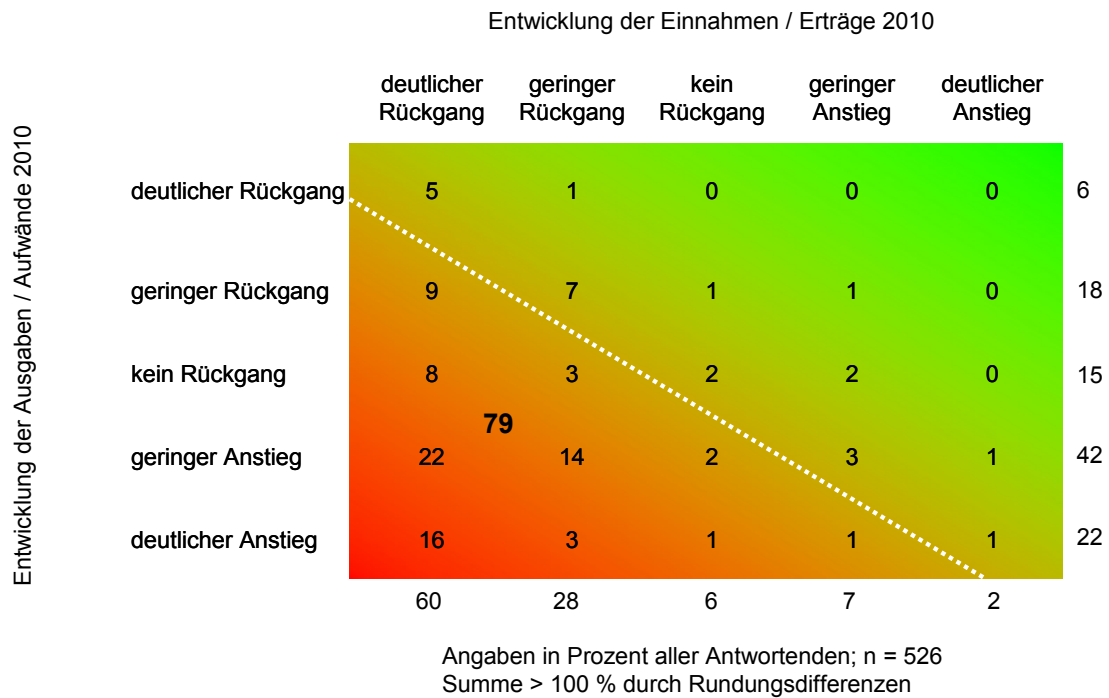 Entwicklung der Einnahmen / Erträge 2010
deutlicher Rückgang
geringer Rückgang
kein Rückgang
geringer Anstieg
deutlicher Anstieg
Entwicklung der Ausgaben / Aufwände 2010
deutlicher Rückgang 5 1 0 0 0 6
geringer Rückgang 9 7 1 1 0 18
kein Rückgang 8 3 2 2 0 15
79
geringer Anstieg 22 14 2 3 1 42
deutlicher Anstieg 16 3 1 1 1 22
60 28 6 7 2
Angaben in Prozent aller Antwortenden; n = 526
Summe > 100 % durch Rundungsdifferenzen